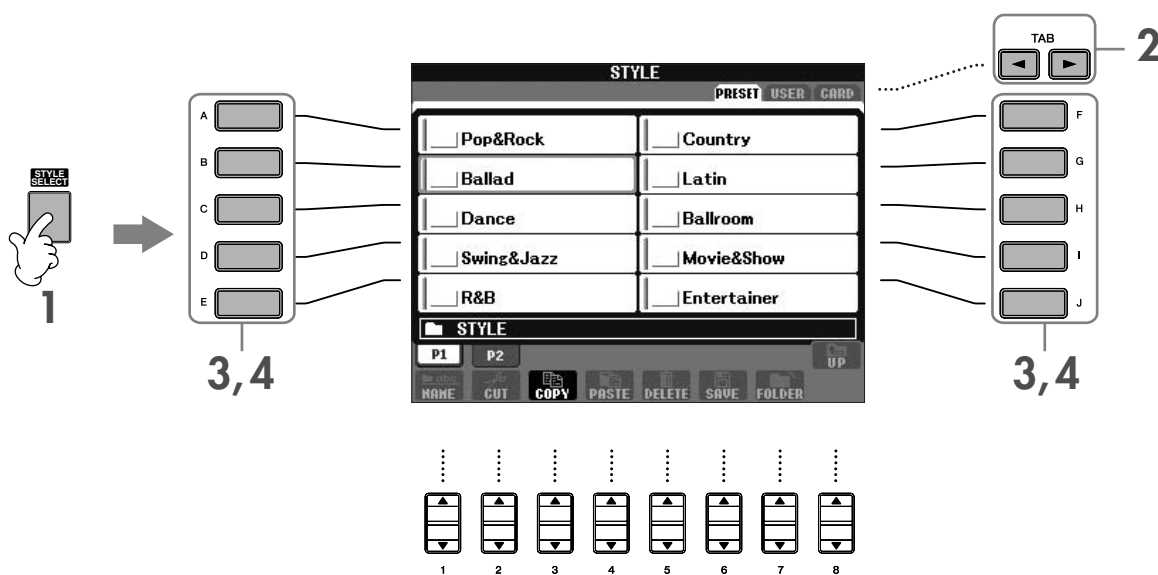 TAB
2
STYLE
PRESET USER CARD
A
F
Pop&Rock
Country
B
G
Ballad
Latin
STYLE
SELECT
C
H
Dance
Ballroom
D
I
Swing&Jazz
Movie&Show
E
J
R&B
Entertainer
1
STYLE
P1 P2
UP
3,4
3,4
NAME CUT COPY PASTE DELETE SAVE FOLDER
1 2 3 4 5 6 7 8